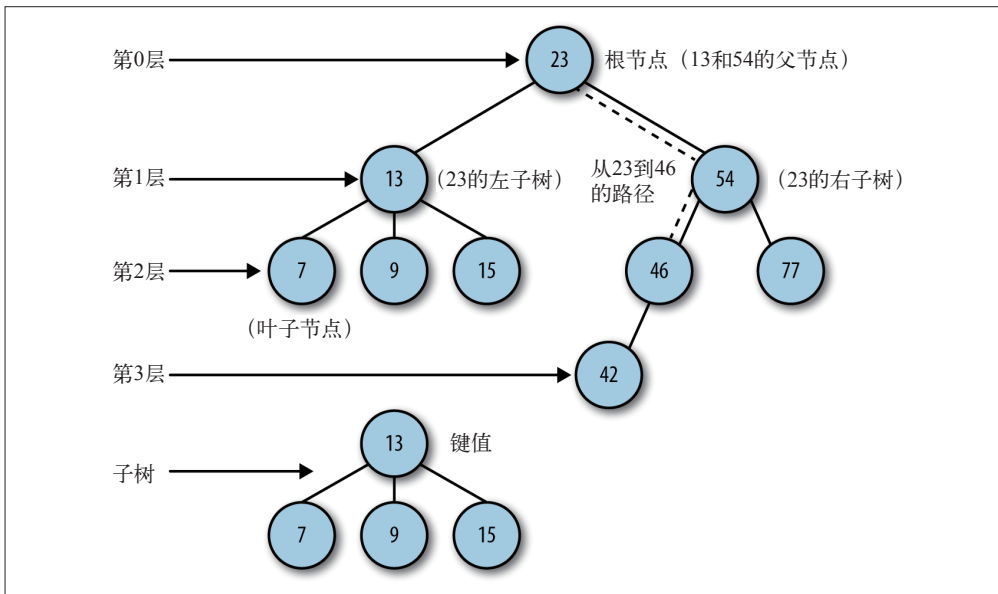 第0层
23
根节点（13和54的父节点）
第1层
13
（23的左子树）
从23到46
的路径
54
（23的右子树）
第2层
7
9
15
46
77
（叶子节点）
第3层
42
13
键值
子树
7
9
15